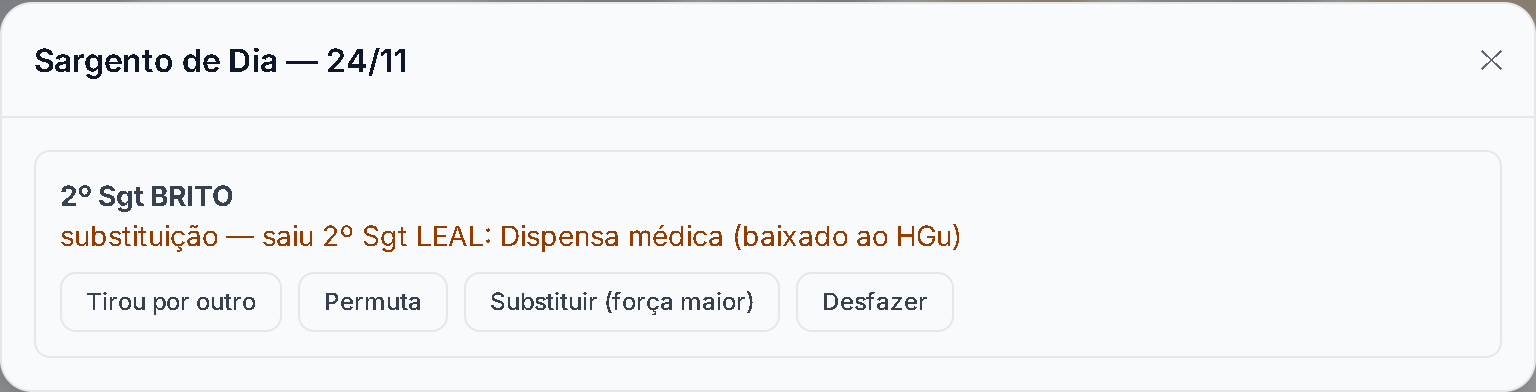 Sargento de Dia — 24/11
2º Sgt BRITO
substituição — saiu 2º Sgt LEAL: Dispensa médica (baixado ao HGu)
Tirou por outro Permuta Substituir (força maior) Desfazer